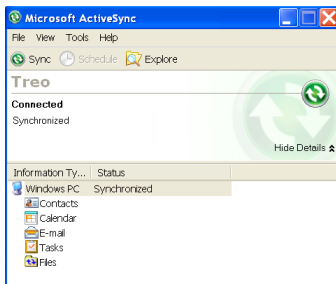 Microsoft ActiveSync
File View Tools Help
Sync Schedule Explore
Treo
Connected
Synchronized
Hide Details
Information Ty... Status
Windows PC Synchronized
Contacts
Calendar
E-mail
Tasks
Files